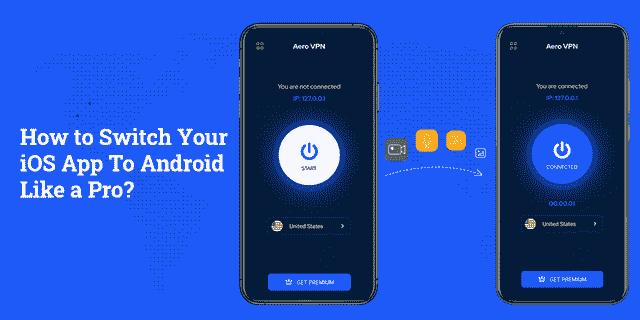 How to Switch Your
iOS App To Android
Like a Pro?
Aero VPN
You are not connected
IP: 127.0.0.1
START
United States
GET PREMIUM
Aero VPN
You are connected
IP: 127.0.0.1
CONNECTED
00:00:01
United States
GET PREMIUM